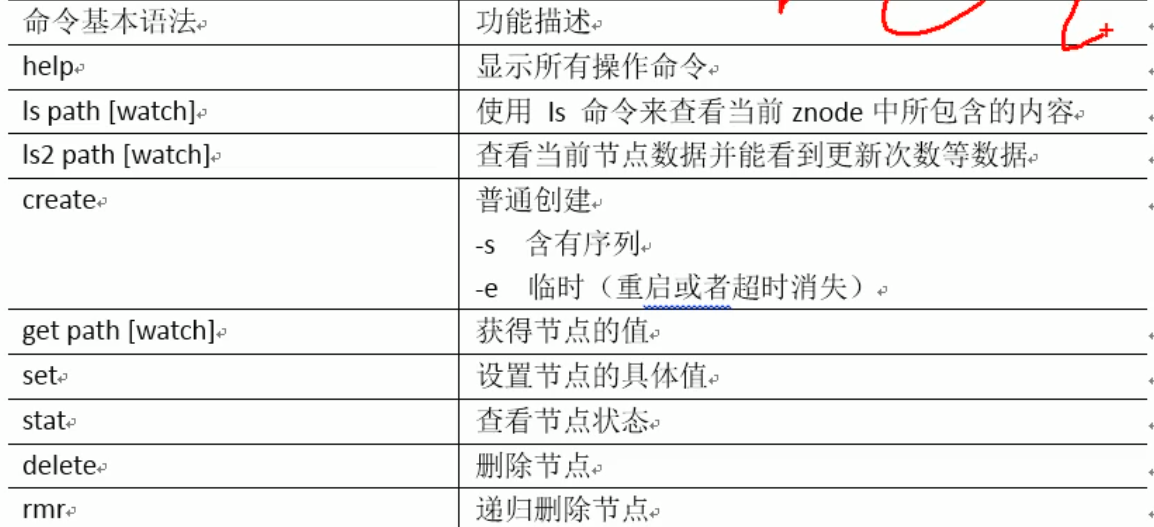 命令基本语法 功能描述
help 显示所有操作命令
ls path [watch] 使用 ls 命令来查看当前 znode 中所包含的内容
ls2 path [watch] 查看当前节点数据并能看到更新次数等数据
create 普通创建
-s 含有序列
-e 临时（重启或者超时消失）
get path [watch] 获得节点的值
set 设置节点的具体值
stat 查看节点状态
delete 删除节点
rmr 递归删除节点